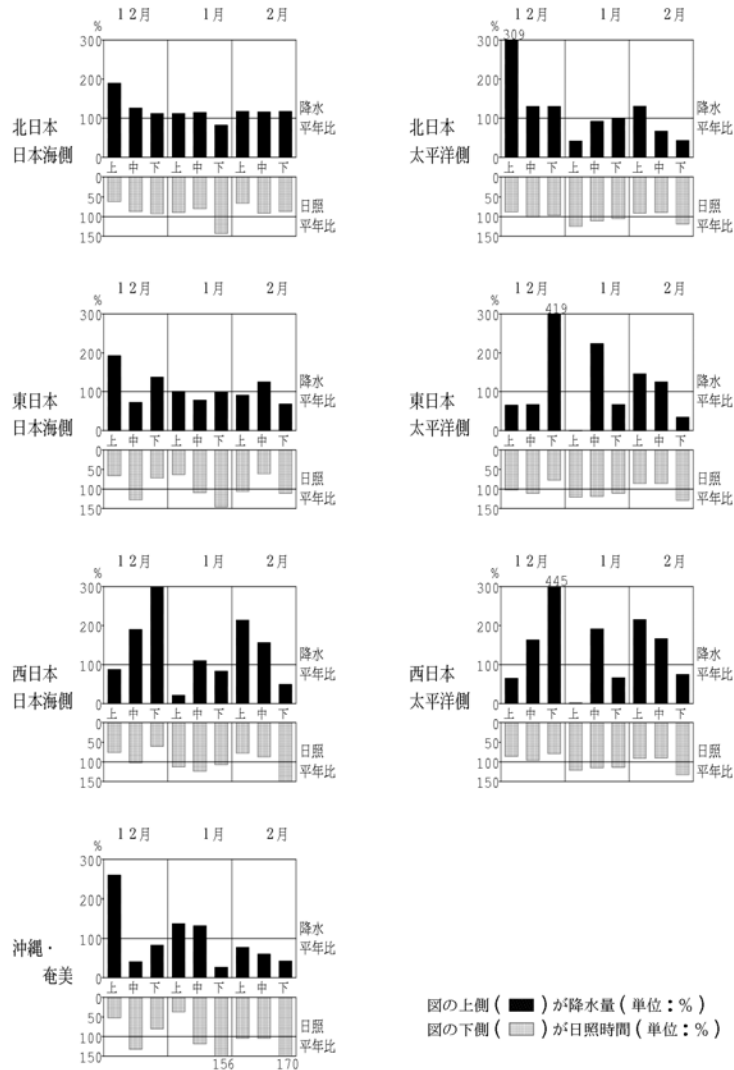 12月 1月 2月
%
300
200
100
0
降水
平年比
北日本
日本海側
上 中 下 上 中 下 上 中 下
0
50
100
150
日照
平年比
12月 1月 2月
%
309
300
200
100
0
降水
平年比
北日本
太平洋側
上 中 下 上 中 下 上 中 下
0
50
100
150
日照
平年比
12月 1月 2月
%
300
200
100
0
降水
平年比
東日本
日本海側
上 中 下 上 中 下 上 中 下
0
50
100
150
日照
平年比
12月 1月 2月
%
419
300
200
100
0
降水
平年比
東日本
太平洋側
上 中 下 上 中 下 上 中 下
0
50
100
150
日照
平年比
12月 1月 2月
%
300
200
100
0
降水
平年比
西日本
日本海側
上 中 下 上 中 下 上 中 下
0
50
100
150
日照
平年比
12月 1月 2月
%
445
300
200
100
0
降水
平年比
西日本
太平洋側
上 中 下 上 中 下 上 中 下
0
50
100
150
日照
平年比
12月 1月 2月
%
300
200
100
0
降水
平年比
沖縄・
奄美
上 中 下 上 中 下 上 中 下
0
50
100
150
日照
平年比
156 170
図の上側(■)が降水量(単位:%)
図の下側( )が日照時間(単位:%)